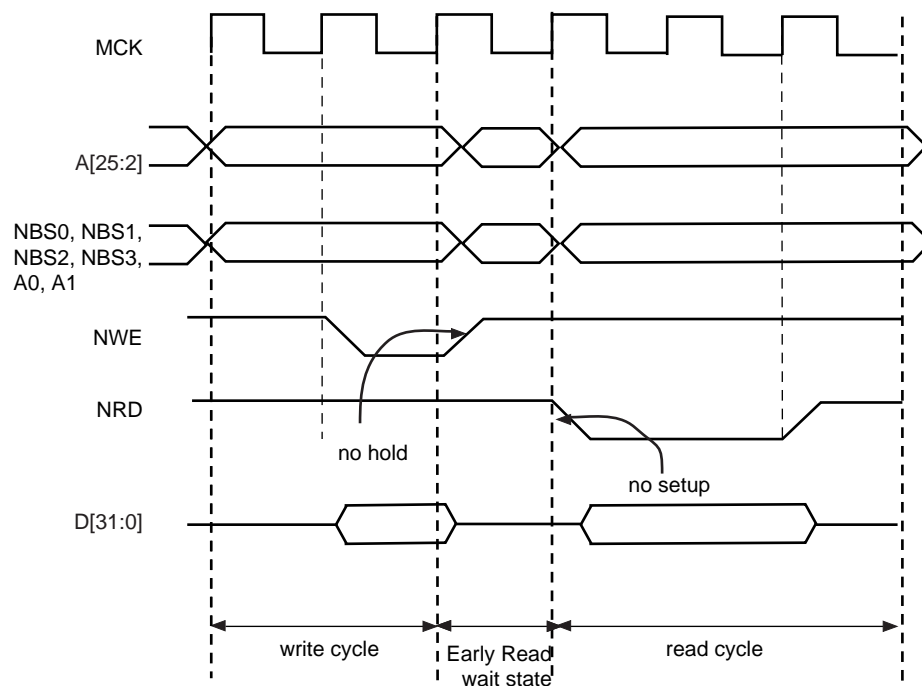 MCK
A[25:2]
NBS0, NBS1,
NBS2, NBS3,
A0, A1
NWE
NRD
no hold
no setup
D[31:0]
write cycle
Early Read
wait state
read cycle